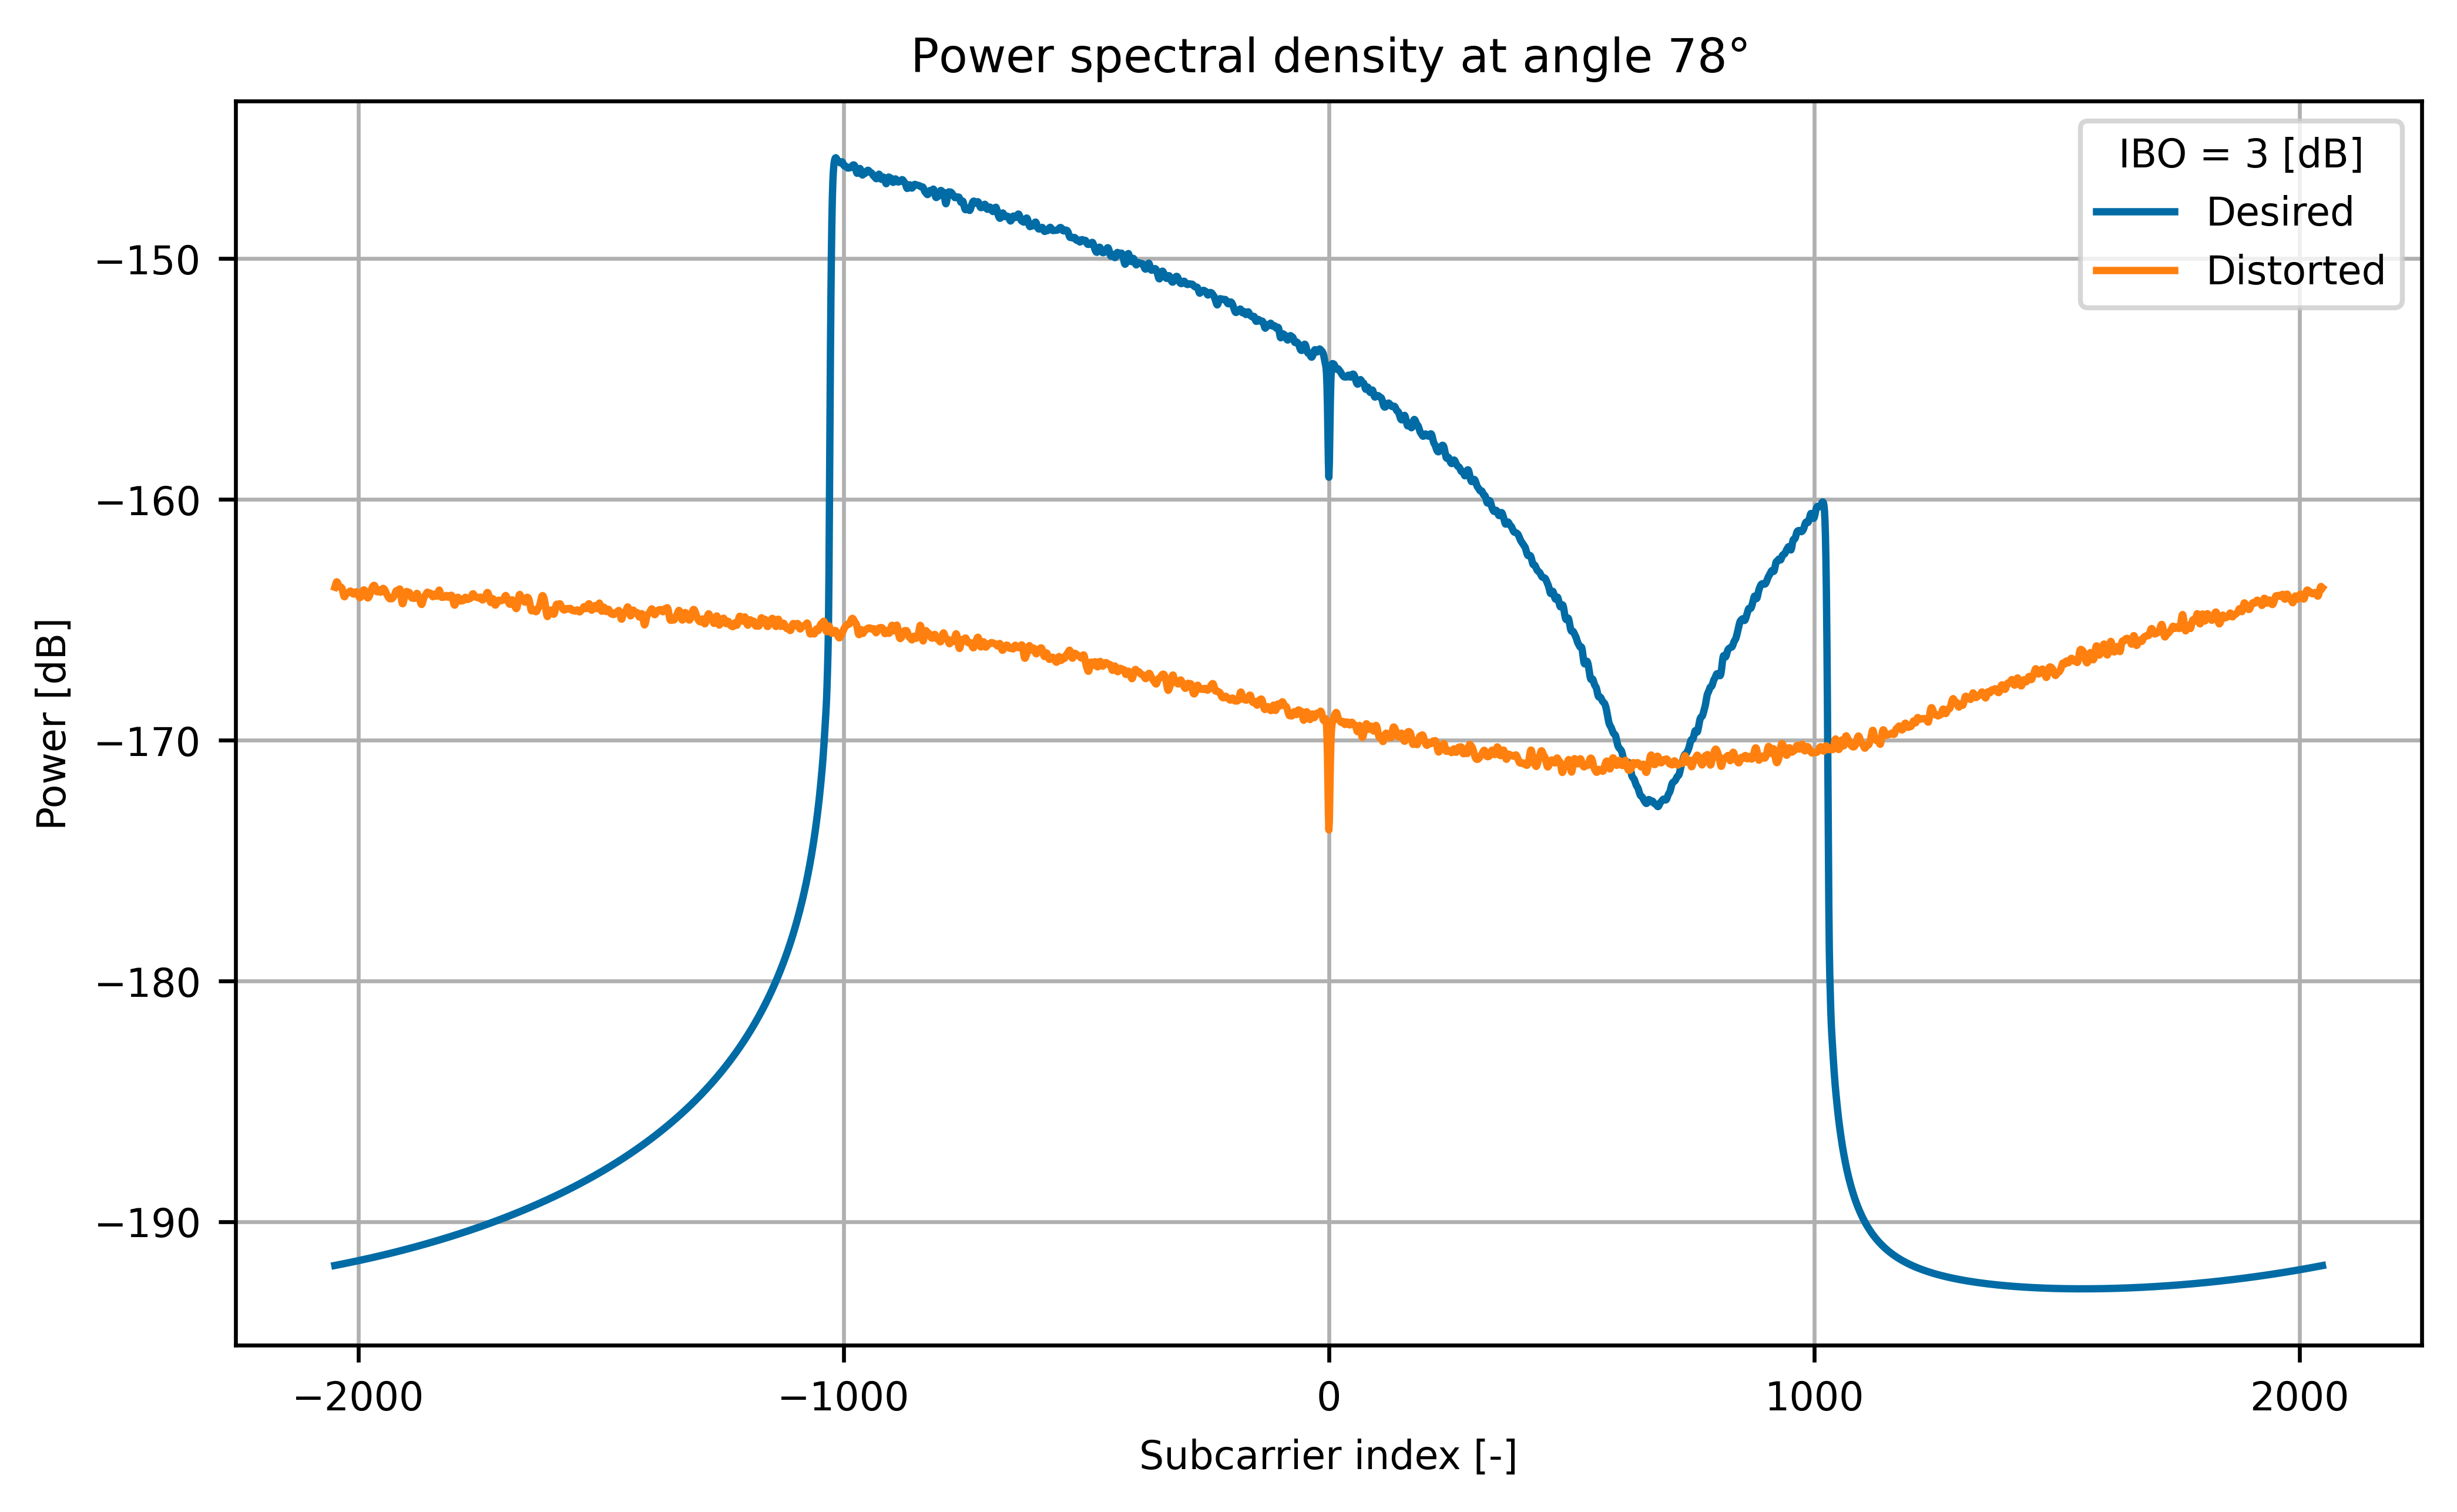 Power spectral density at angle 78°
IBO = 3 [dB]
Desired
Distorted
Power [dB]
−150
−160
−170
−180
−190
−2000
−1000
0
1000
2000
Subcarrier index [-]